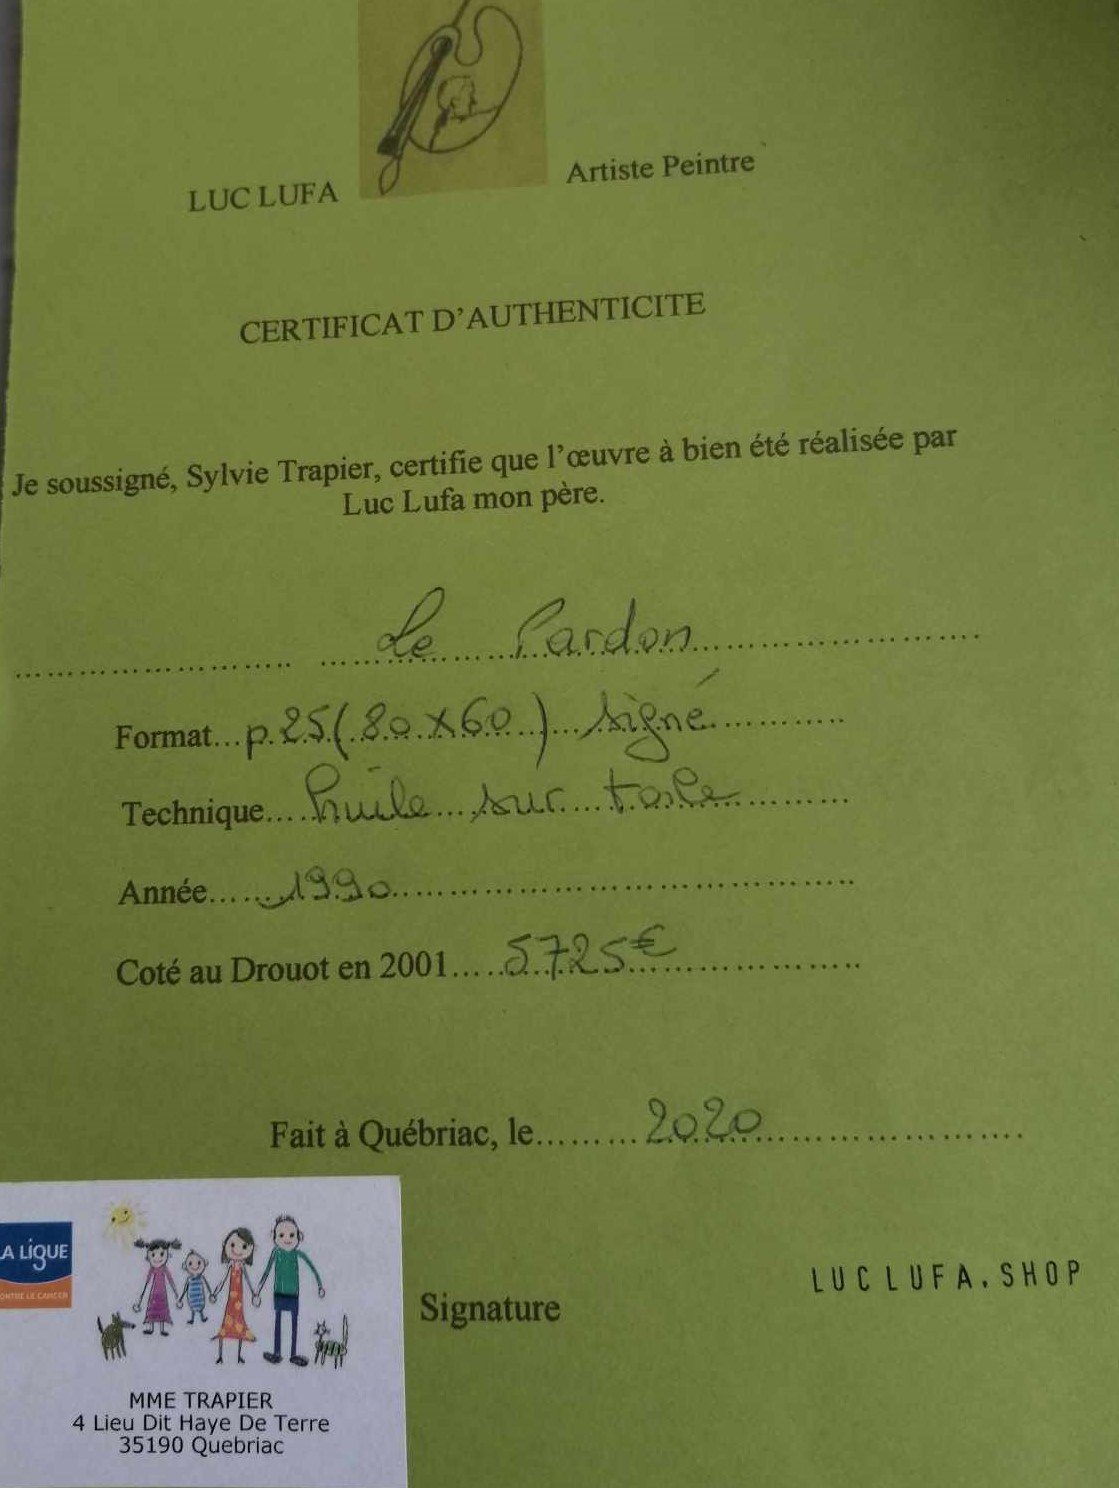 LUC LUFA Artiste Peintre
CERTIFICAT D'AUTHENTICITE
Je soussigné, Sylvie Trapier, certifie que l'œuvre à bien été réalisée par
Luc Lufa mon père.
Le Pardon
Format...p.25(80x60)...signé
Technique....huile sur toile
Année......1990
Coté au Drouot en 2001.....5725€
Fait à Québriac, le.........2020
LUCLUFA.SHOP
Signature
LA LIGUE
CONTRE LE CANCER
MME TRAPIER
4 Lieu Dit Haye De Terre
35190 Quebriac